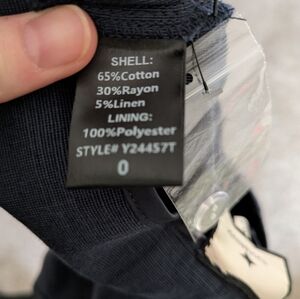 SHELL:
65%Cotton
30%Rayon
5%Linen
LINING:
100%Polyester
STYLE# Y24457T
0